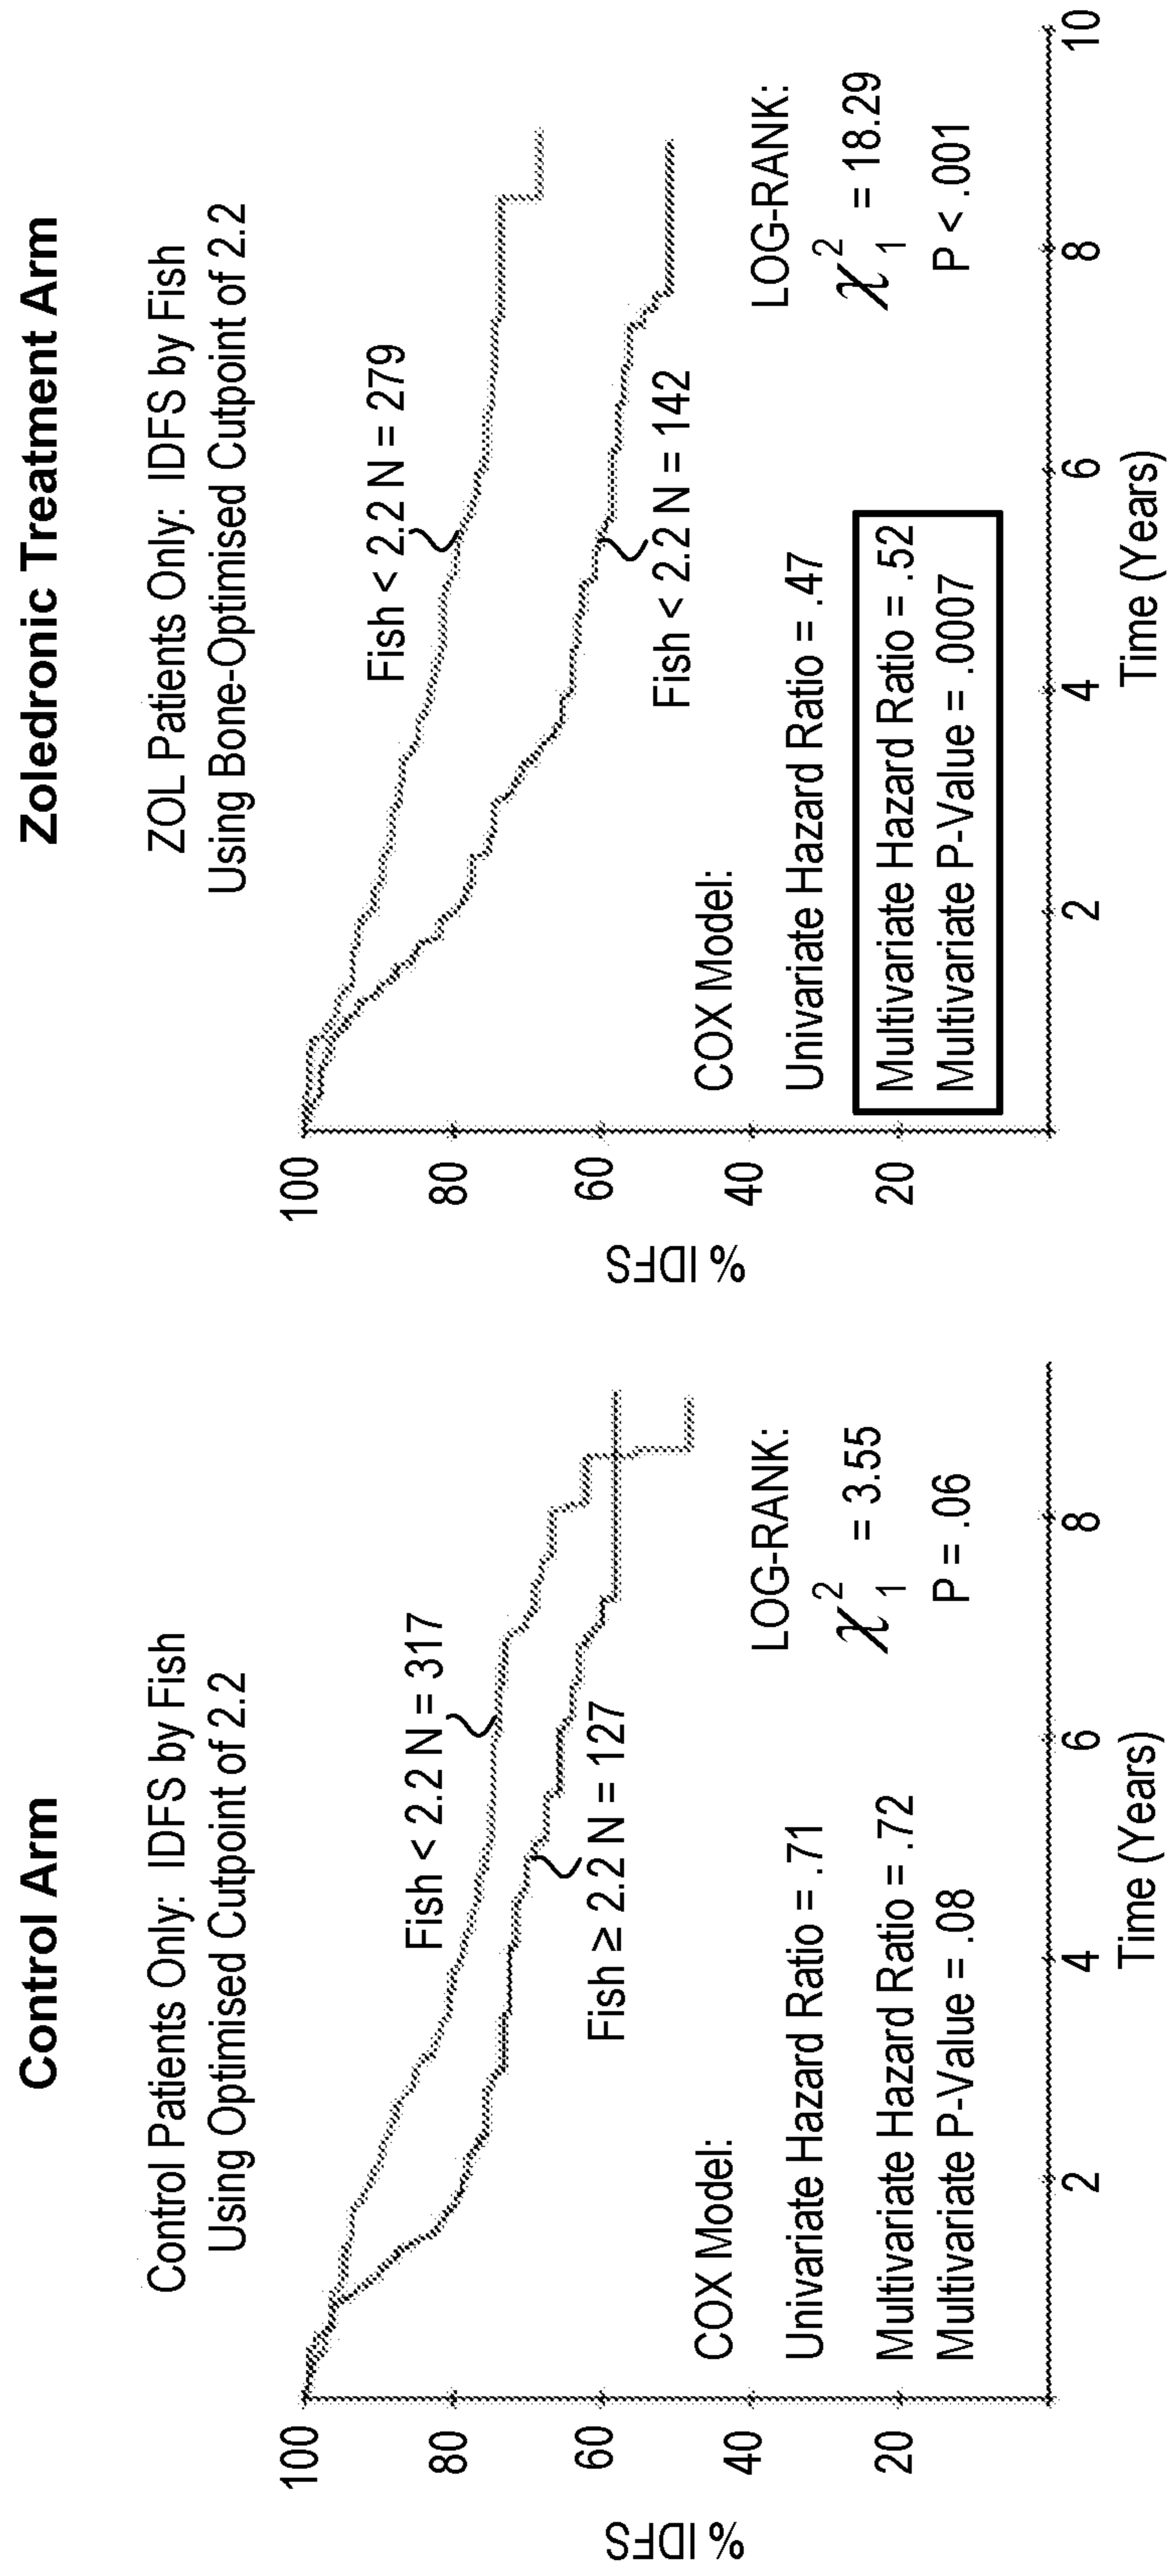 Control Arm
Control Patients Only: IDFS by Fish
Using Optimised Cutpoint of 2.2
% IDFS
100
80
60
40
20
Fish < 2.2 N = 317
Fish ≥ 2.2 N = 127
COX Model:
Univariate Hazard Ratio = .71
Multivariate Hazard Ratio = .72
Multivariate P-Value = .08
LOG-RANK:
χ²₁ = 3.55
P = .06
2
4
6
8
Time (Years)
Zoledronic Treatment Arm
ZOL Patients Only: IDFS by Fish
Using Bone-Optimised Cutpoint of 2.2
% IDFS
100
80
60
40
20
Fish < 2.2 N = 279
Fish < 2.2 N = 142
COX Model:
Univariate Hazard Ratio = .47
Multivariate Hazard Ratio = .52
Multivariate P-Value = .0007
LOG-RANK:
χ²₁ = 18.29
P < .001
2
4
6
8
10
Time (Years)